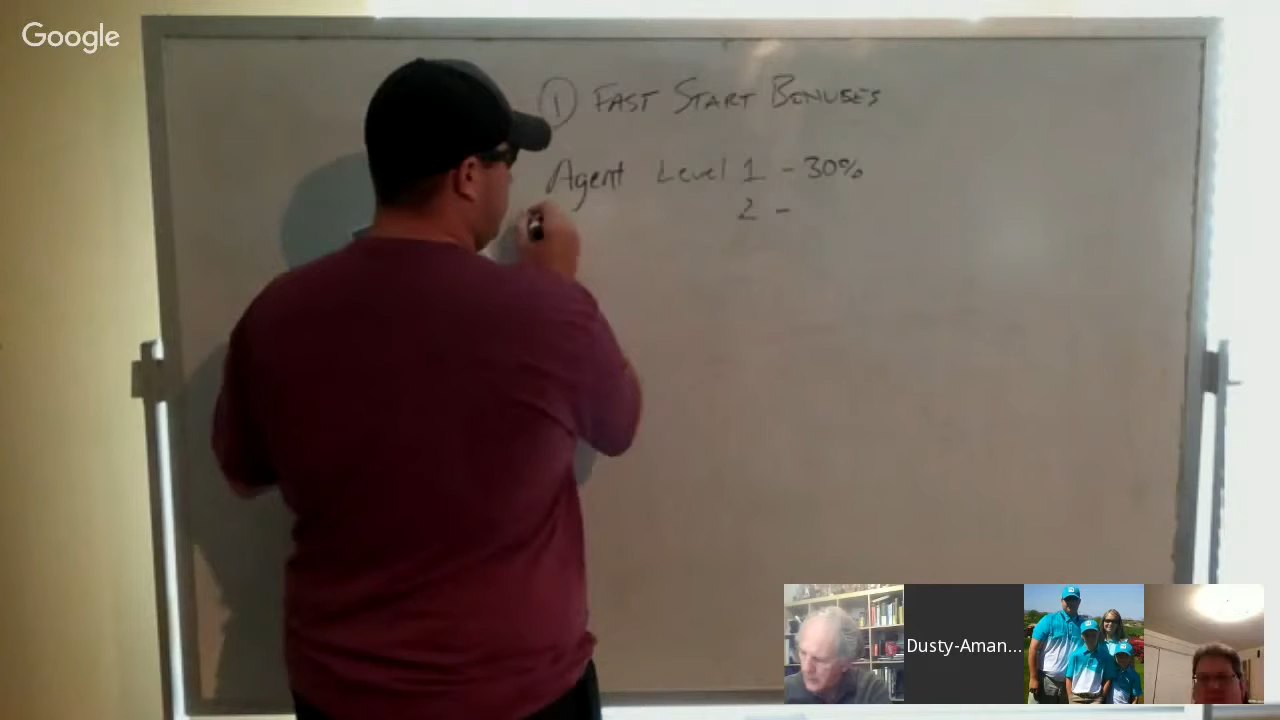 Google
① FAST START BONUSES
Agent Level 1 - 30%
2 -
Dusty-Aman...